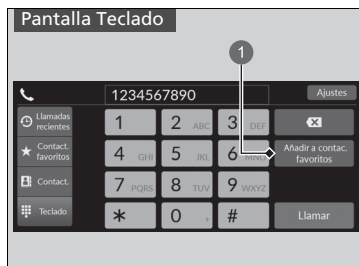 Pantalla Teclado
1
1234567890
Ajustes
Llamadas
recientes
1
2 ABC
3 DEF
Contact.
favoritos
4 GHI
5 JKL
6 MNO
Añadir a contac.
favoritos
Contact.
7 PQRS
8 TUV
9 WXYZ
Teclado
*
0 +
#
Llamar